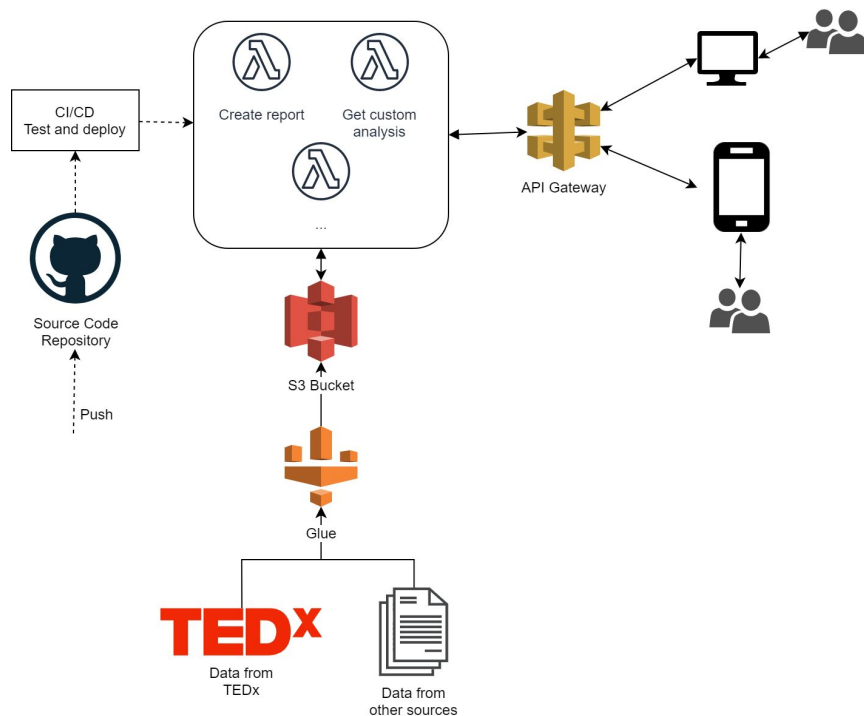 CI/CD
Test and deploy
Create report
Get custom
analysis
...
API Gateway
Source Code
Repository
Push
S3 Bucket
Glue
TEDx
Data from
TEDx
Data from
other sources